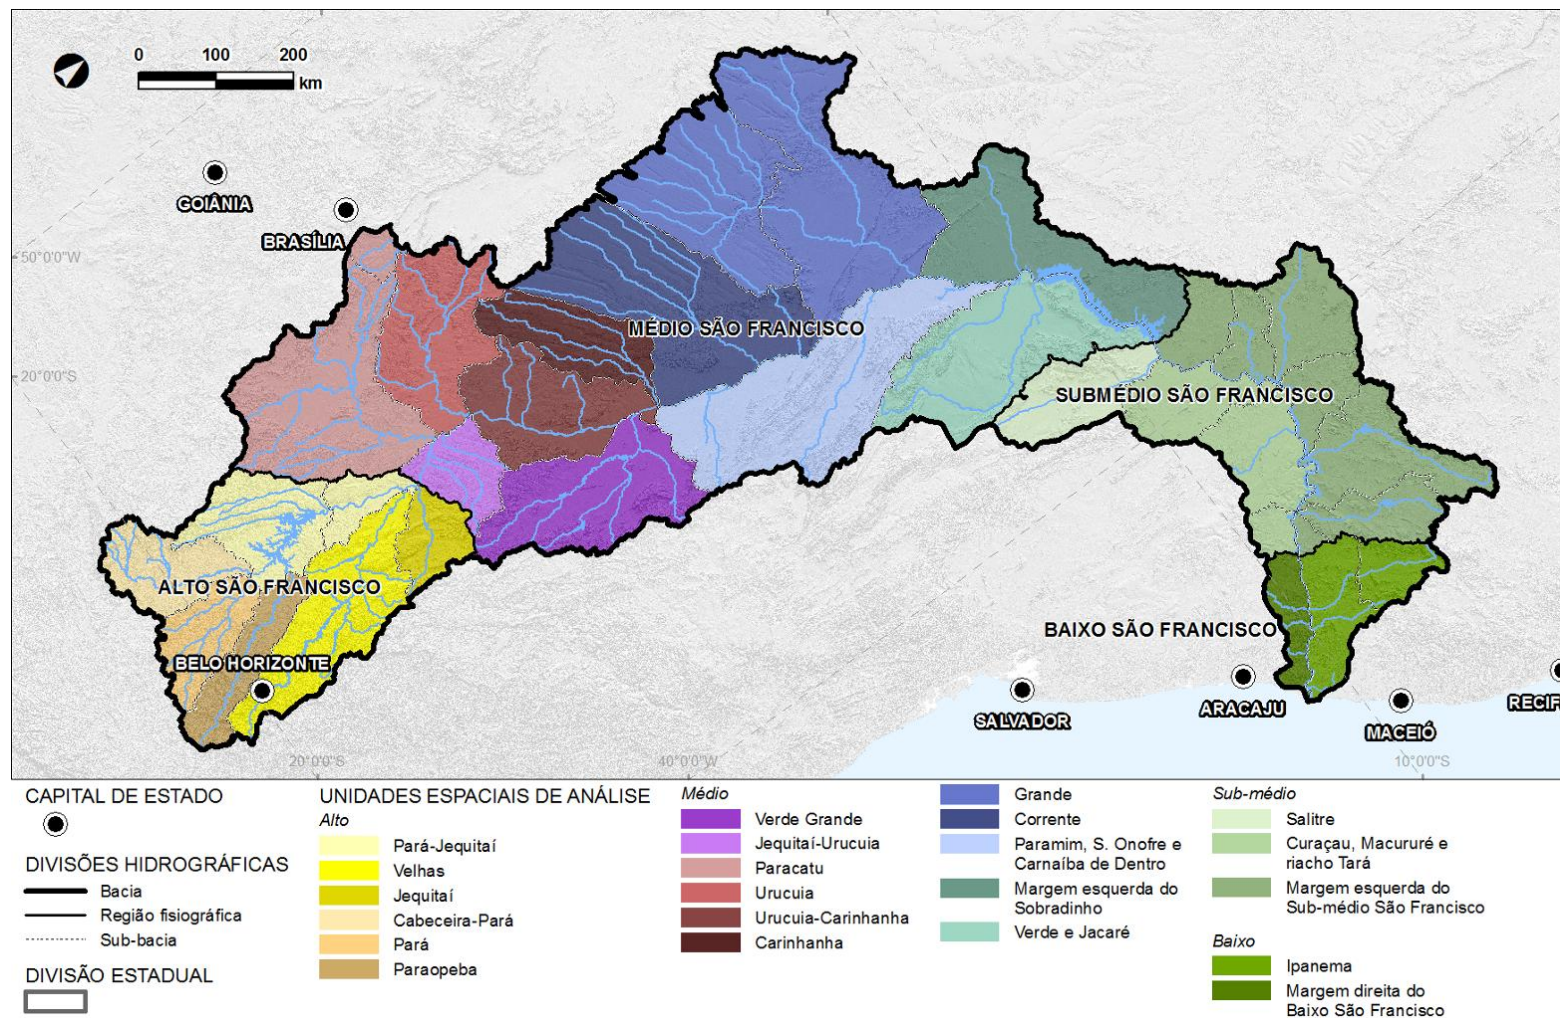 0 100 200
km
GOIÂNIA
BRASÍLIA
50°0'0"W
MÉDIO SÃO FRANCISCO
20°0'0"S
SUBMÉDIO SÃO FRANCISCO
ALTO SÃO FRANCISCO
BAIXO SÃO FRANCISCO
BELO HORIZONTE
SALVADOR
ARACAJU
MACEIÓ
RECIF
20°0'0"S
40°0'0"W
10°0'0"S
CAPITAL DE ESTADO
DIVISÕES HIDROGRÁFICAS
Bacia
Região fisiográfica
Sub-bacia
DIVISÃO ESTADUAL
UNIDADES ESPACIAIS DE ANÁLISE
Alto
Pará-Jequitaí
Velhas
Jequitaí
Cabeceira-Pará
Pará
Paraopeba
Médio
Verde Grande
Jequitaí-Urucuia
Paracatu
Urucuia
Urucuia-Carinhanha
Carinhanha
Grande
Corrente
Paramim, S. Onofre e
Carnaíba de Dentro
Margem esquerda do
Sobradinho
Verde e Jacaré
Sub-médio
Salitre
Curaçau, Macururé e
riacho Tará
Margem esquerda do
Sub-médio São Francisco
Baixo
Ipanema
Margem direita do
Baixo São Francisco